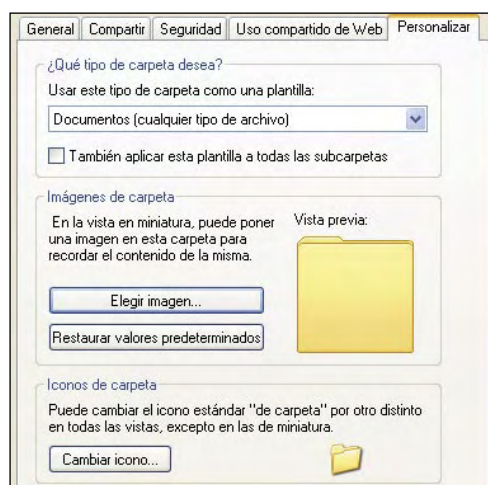 General Compartir Seguridad Uso compartido de Web Personalizar
¿Qué tipo de carpeta desea?
Usar este tipo de carpeta como una plantilla:
Documentos (cualquier tipo de archivo)
También aplicar esta plantilla a todas las subcarpetas
Imágenes de carpeta
En la vista en miniatura, puede poner
una imagen en esta carpeta para
recordar el contenido de la misma.
Vista previa:
Elegir imagen...
Restaurar valores predeterminados
Iconos de carpeta
Puede cambiar el icono estándar "de carpeta" por otro distinto
en todas las vistas, excepto en las de miniatura.
Cambiar icono...